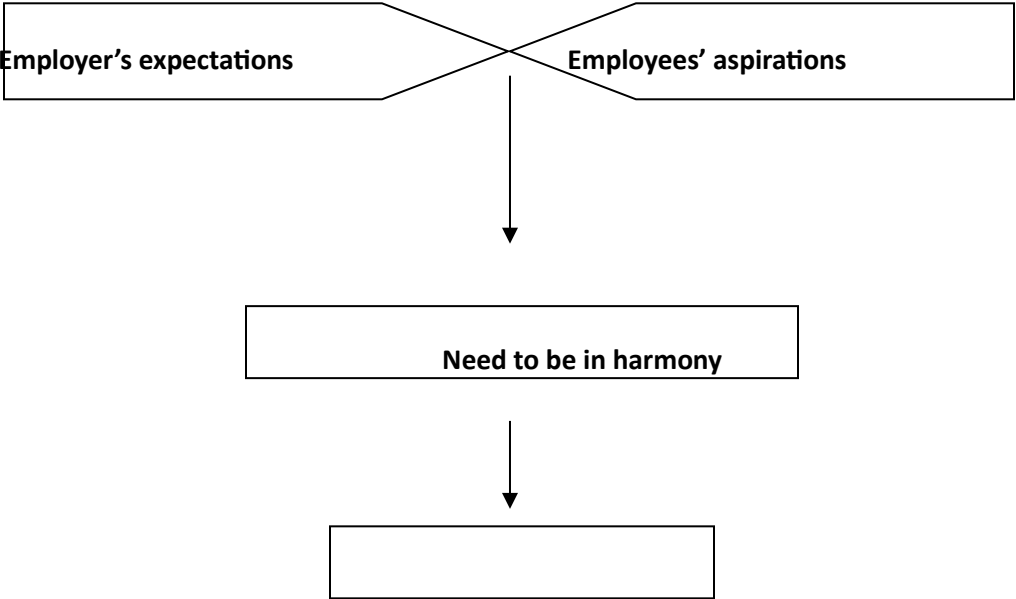 Employer’s expectations
Employees’ aspirations
Need to be in harmony